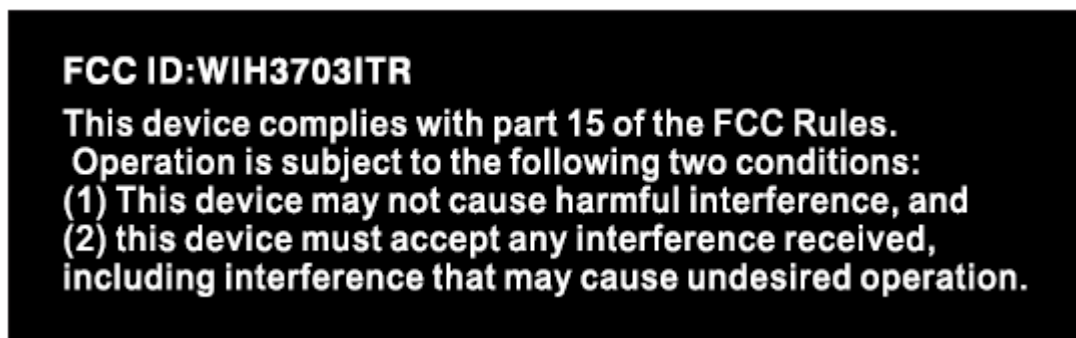 FCC ID:WIH3703ITR
This device complies with part 15 of the FCC Rules.
Operation is subject to the following two conditions:
(1) This device may not cause harmful interference, and
(2) this device must accept any interference received,
including interference that may cause undesired operation.